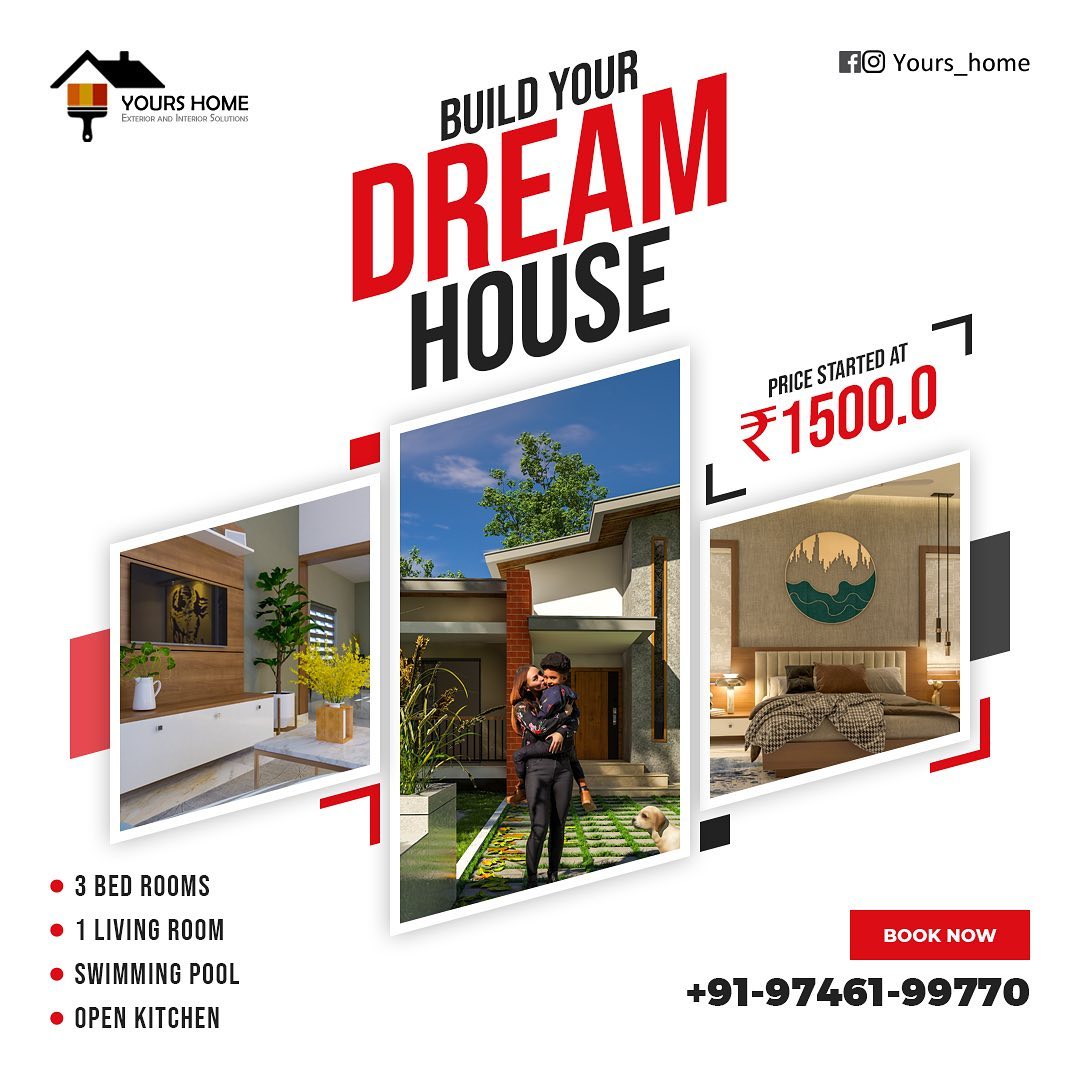 YOURS HOME
EXTERIOR AND INTERIOR SOLUTIONS
Yours_home
BUILD YOUR
DREAM
HOUSE
PRICE STARTED AT
₹1500.0
3 BED ROOMS
1 LIVING ROOM
SWIMMING POOL
OPEN KITCHEN
BOOK NOW
+91-97461-99770